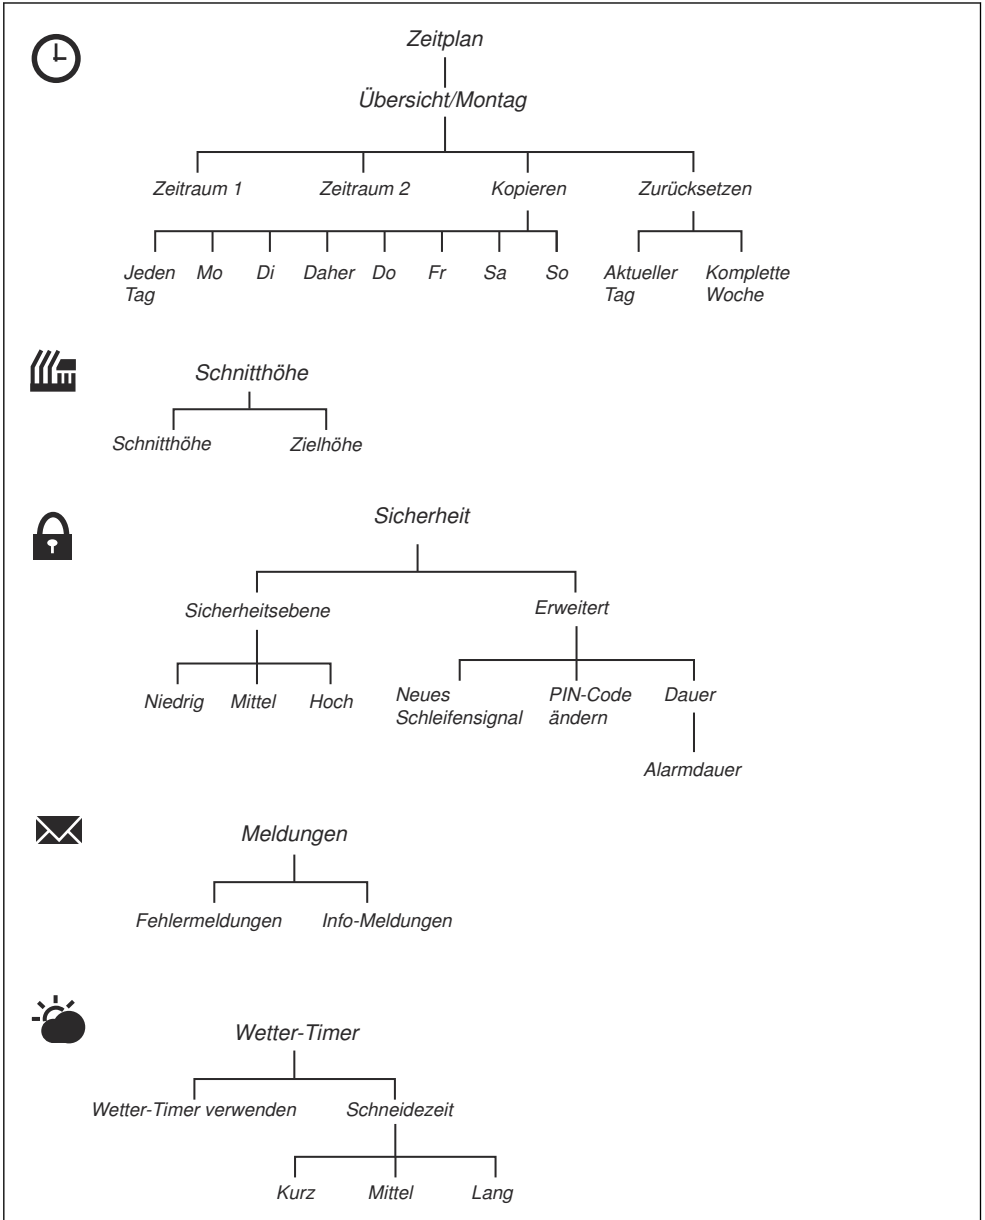 Zeitplan
Übersicht/Montag
Zeitraum 1 Zeitraum 2 Kopieren Zurücksetzen
Jeden Tag Mo Di Daher Do Fr Sa So Aktueller Tag Komplette Woche
Schnitthöhe
Schnitthöhe Zielhöhe
Sicherheit
Sicherheitsebene Erweitert
Niedrig Mittel Hoch Neues Schleifensignal PIN-Code ändern Dauer
Alarmdauer
Meldungen
Fehlermeldungen Info-Meldungen
Wetter-Timer
Wetter-Timer verwenden Schneidezeit
Kurz Mittel Lang